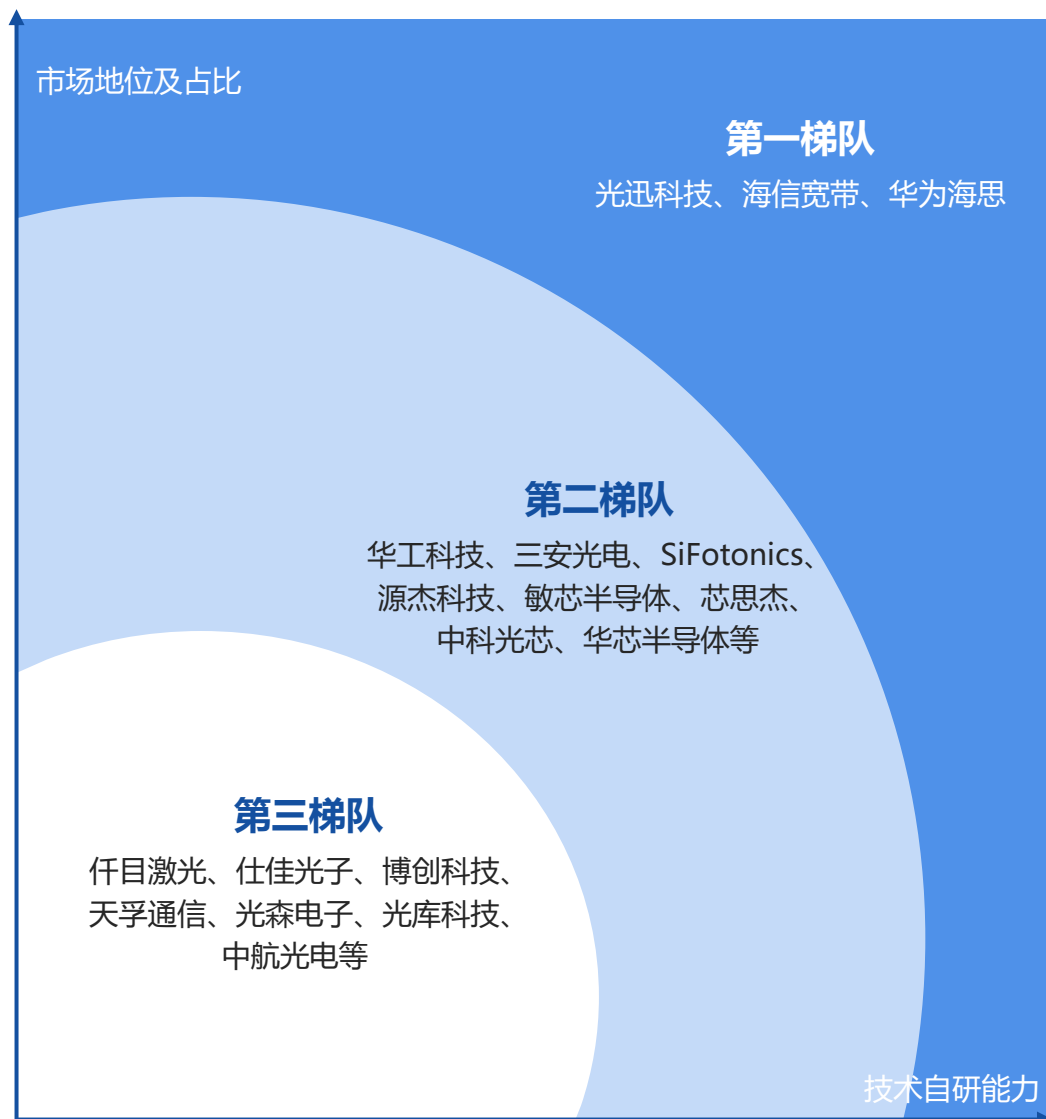 市场地位及占比
第一梯队
光迅科技、海信宽带、华为海思
第二梯队
华工科技、三安光电、SiFotonics、
源杰科技、敏芯半导体、芯思杰、
中科光芯、华芯半导体等
第三梯队
仟目激光、仕佳光子、博创科技、
天孚通信、光森电子、光库科技、
中航光电等
技术自研能力